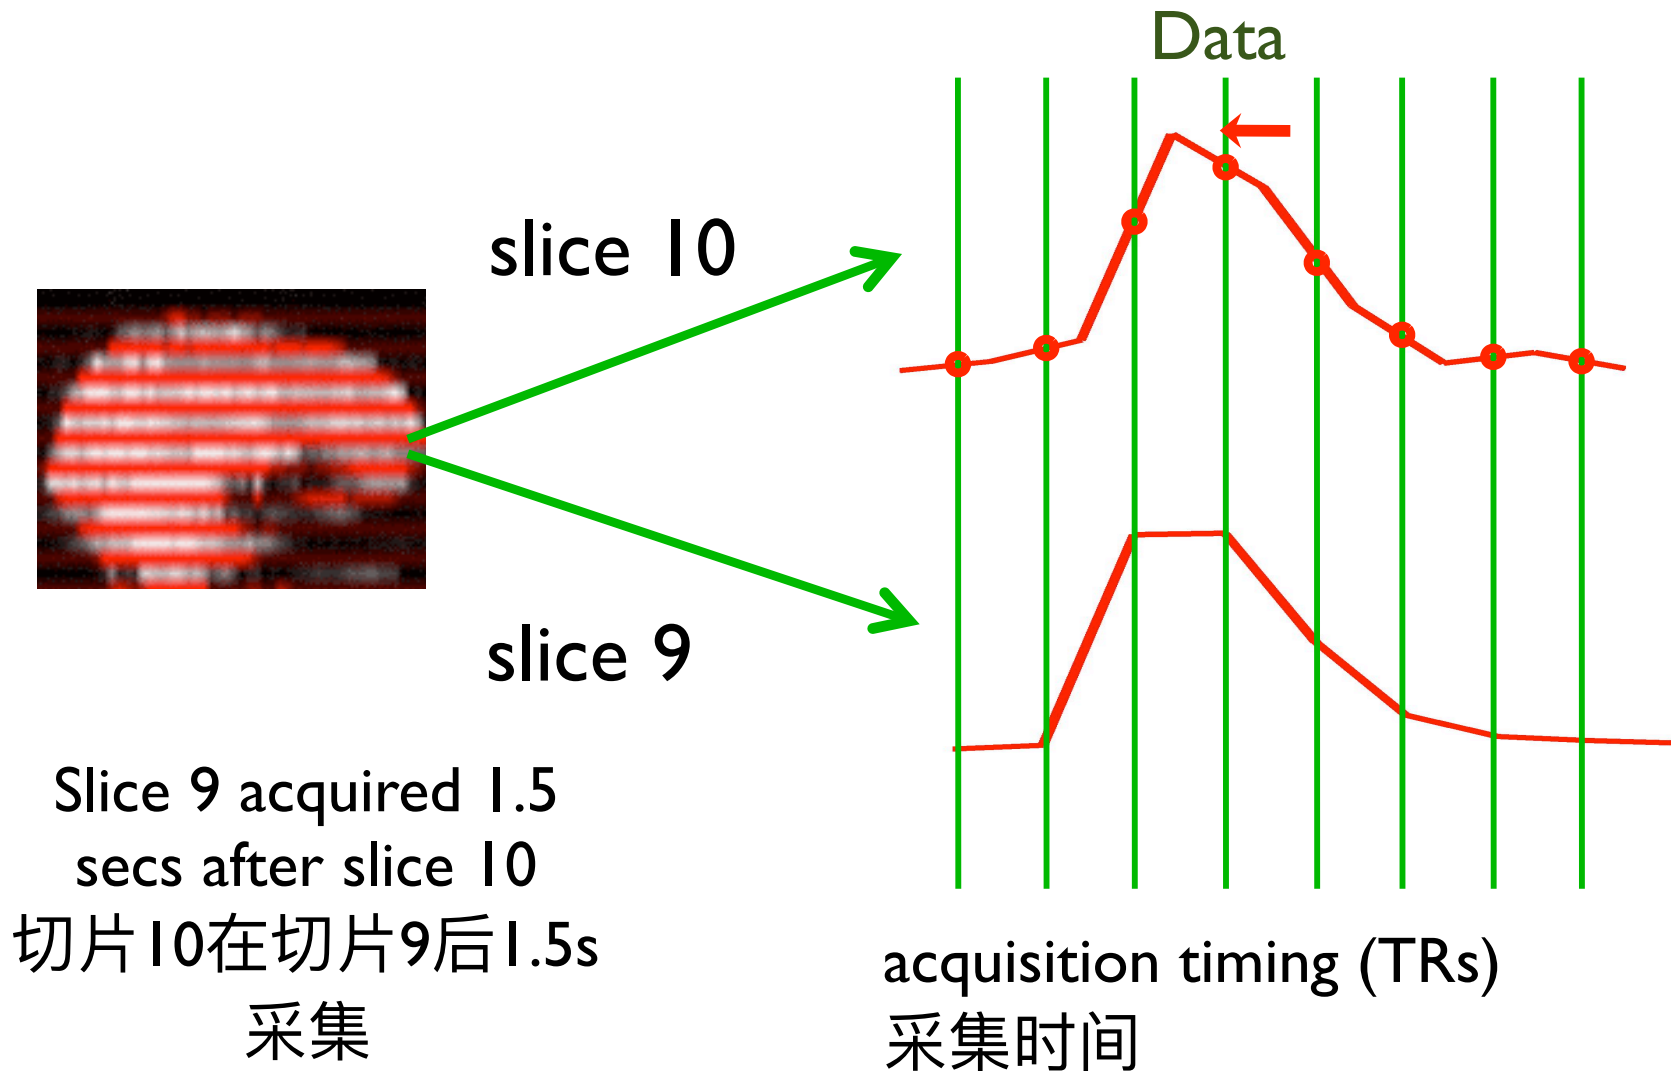 Data
slice 10
slice 9
Slice 9 acquired 1.5
secs after slice 10
切片10在切片9后1.5s
采集
acquisition timing (TRs)
采集时间